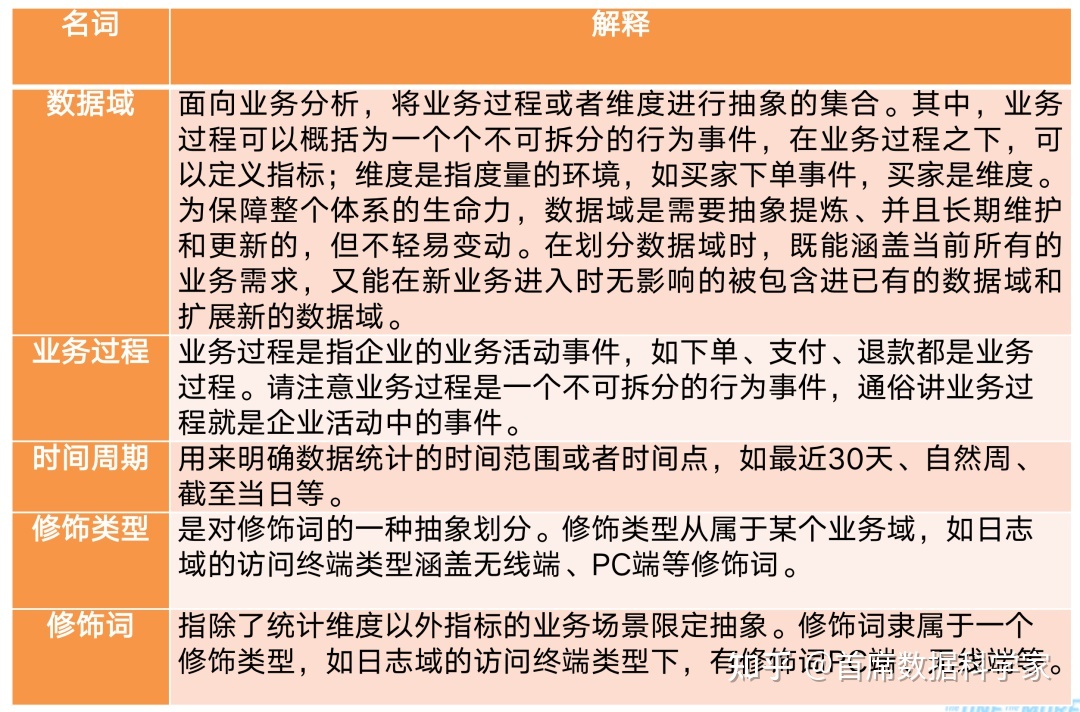 名词
解释
数据域
面向业务分析，将业务过程或者维度进行抽象的集合。其中，业务
过程可以概括为一个个不可拆分的行为事件，在业务过程之下，可
以定义指标；维度是指度量的环境，如买家下单事件，买家是维度。
为保障整个体系的生命力，数据域是需要抽象提炼、并且长期维护
和更新的，但不轻易变动。在划分数据域时，既能涵盖当前所有的
业务需求，又能在新业务进入时无影响的被包含进已有的数据域和
扩展新的数据域。
业务过程
业务过程是指企业的业务活动事件，如下单、支付、退款都是业务
过程。请注意业务过程是一个不可拆分的行为事件，通俗讲业务过
程就是企业活动中的事件。
时间周期
用来明确数据统计的时间范围或者时间点，如最近30天、自然周、
截至当日等。
修饰类型
是对修饰词的一种抽象划分。修饰类型从属于某个业务域，如日志
域的访问终端类型涵盖无线端、PC端等修饰词。
修饰词
指除了统计维度以外指标的业务场景限定抽象。修饰词隶属于一个
修饰类型，如日志域的访问终端类型下，有修饰词PC端、无线端等。
知乎 @首席数据科学家